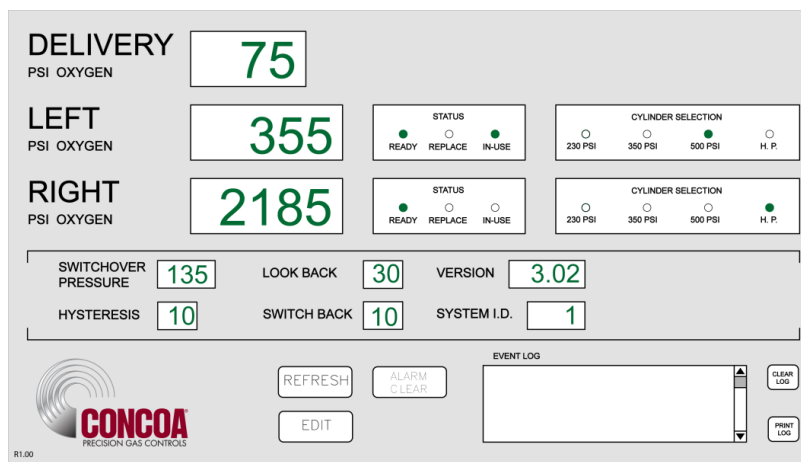 DELIVERY
PSI OXYGEN
75
LEFT
PSI OXYGEN
355
STATUS
READY REPLACE IN-USE
CYLINDER SELECTION
230 PSI 350 PSI 500 PSI H. P.
RIGHT
PSI OXYGEN
2185
STATUS
READY REPLACE IN-USE
CYLINDER SELECTION
230 PSI 350 PSI 500 PSI H. P.
SWITCHOVER
PRESSURE
135
LOOK BACK 30
VERSION 3.02
HYSTERESIS 10
SWITCH BACK 10
SYSTEM I.D. 1
REFRESH
ALARM
CLEAR
EDIT
EVENT LOG
CLEAR
LOG
PRINT
LOG
CONCOA®
PRECISION GAS CONTROLS
R1.00